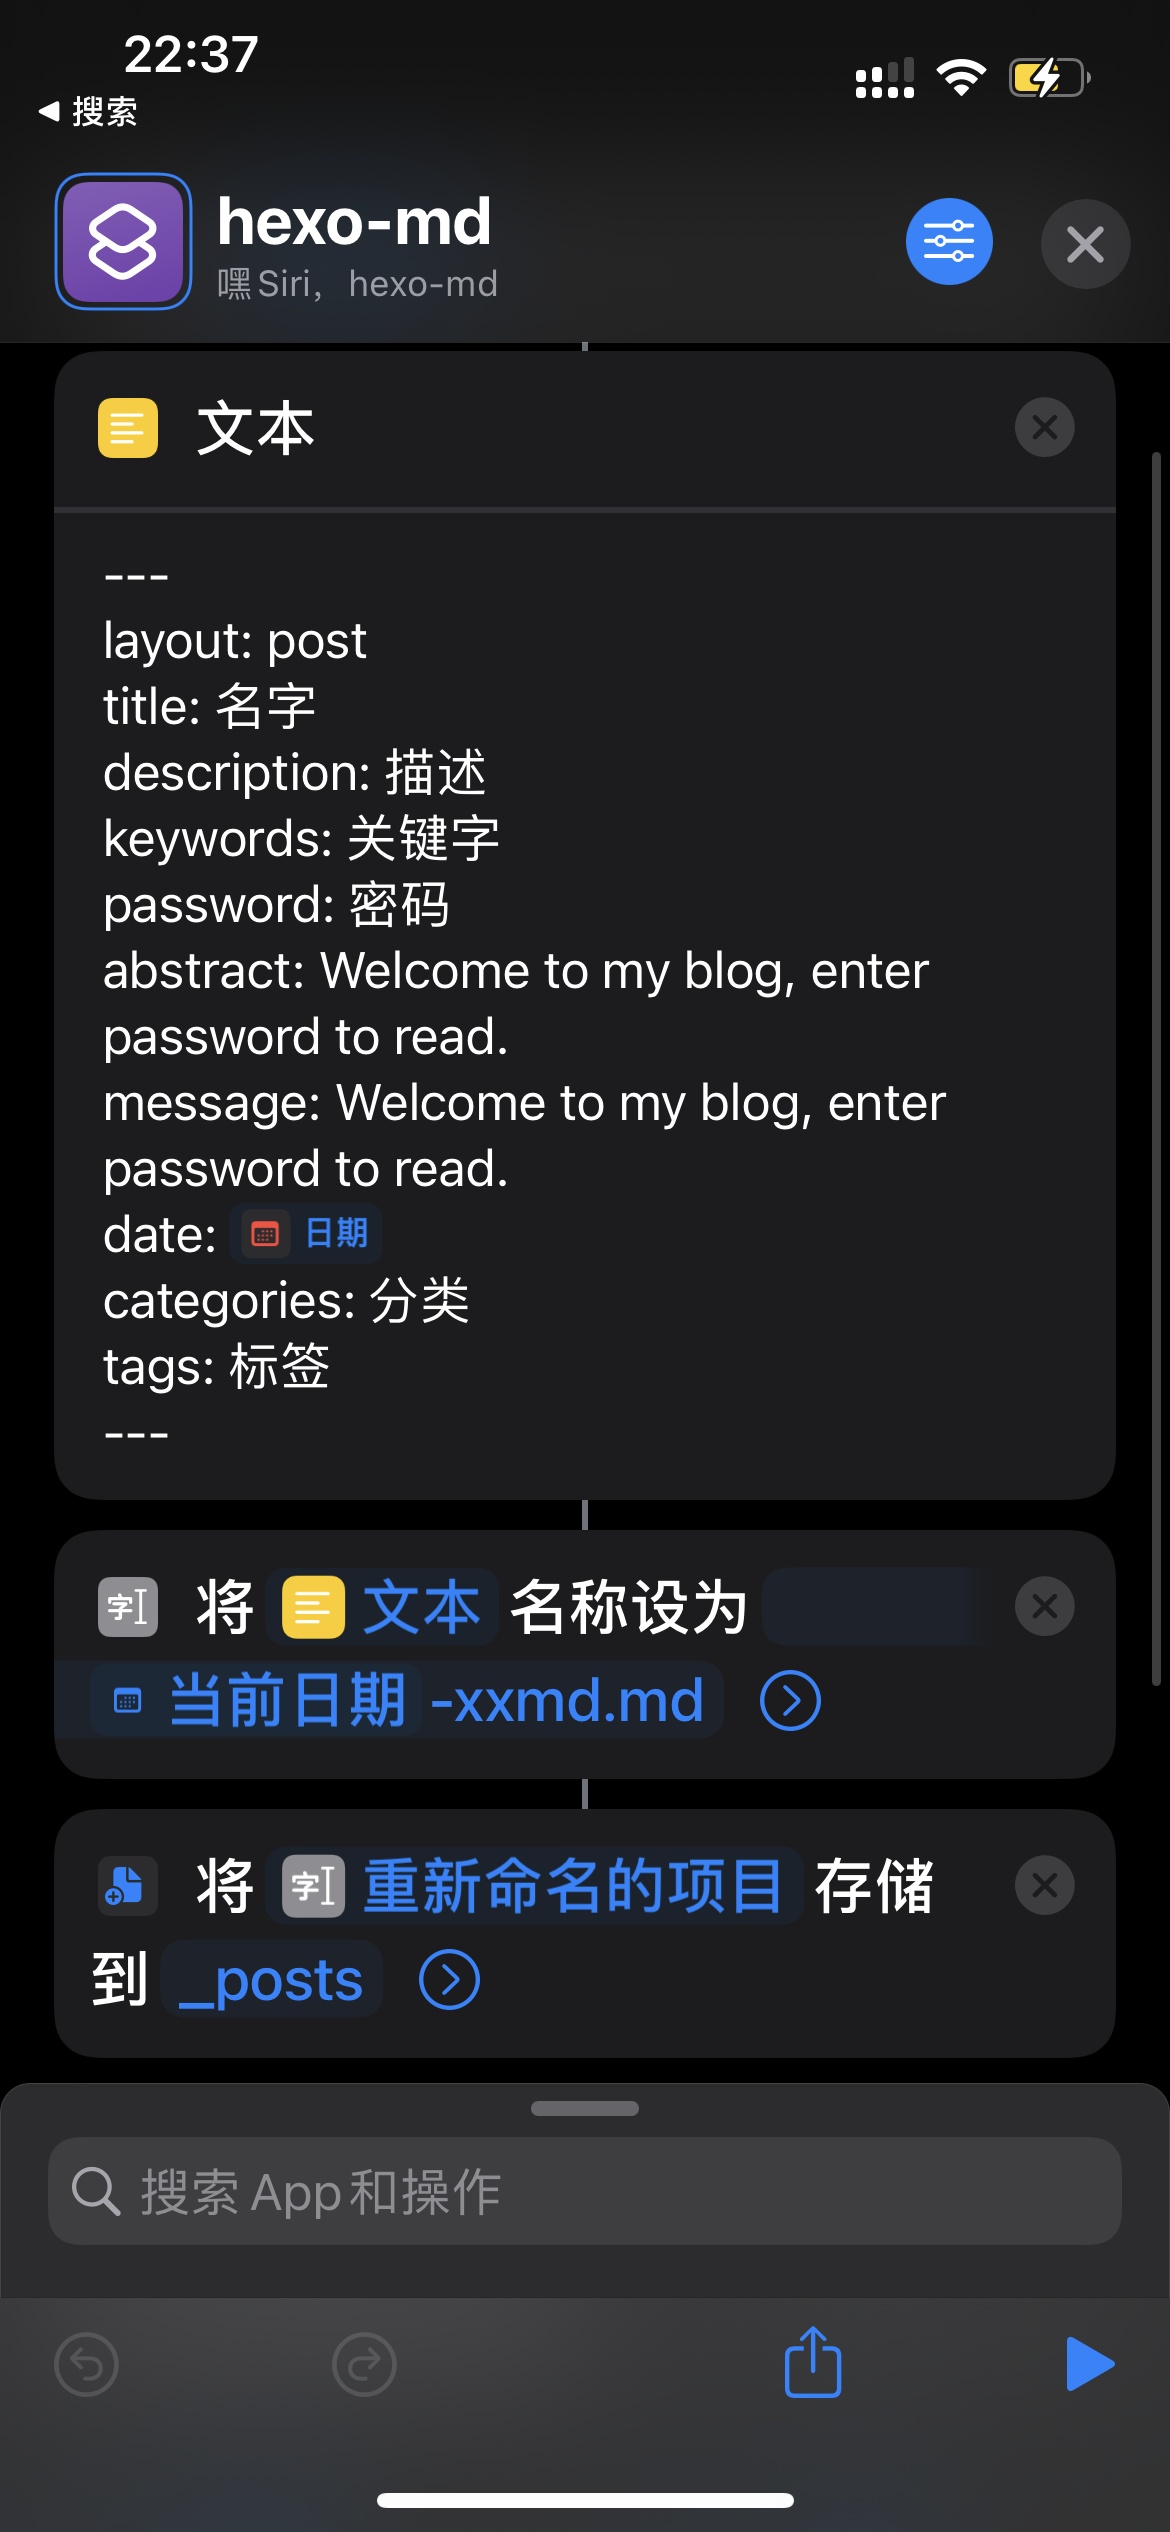 22:37
搜索
hexo-md
嘿 Siri，hexo-md
文本
---
layout: post
title: 名字
description: 描述
keywords: 关键字
password: 密码
abstract: Welcome to my blog, enter
password to read.
message: Welcome to my blog, enter
password to read.
date: 日期
categories: 分类
tags: 标签
---
字 将 文本 名称设为
当前日期 -xxmd.md
将 字 重新命名的项目 存储
到 _posts
搜索 App 和操作